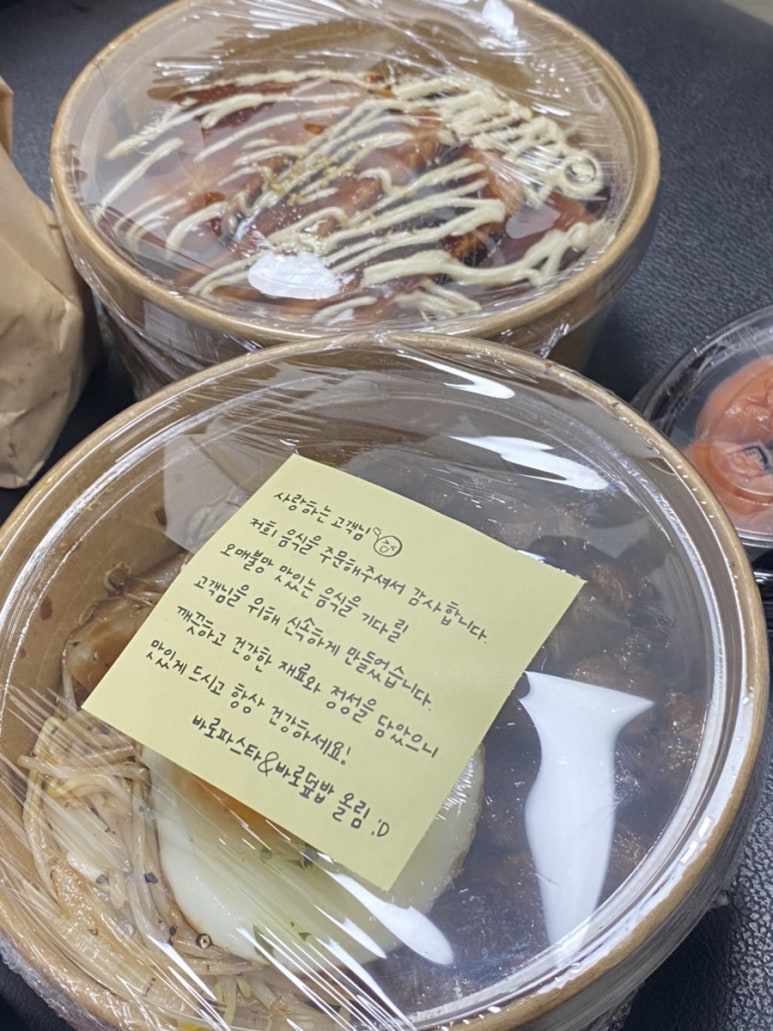 사랑하는 고객님
저희 음식을 주문해주셔서 감사합니다.
오매불망 맛있는 음식을 기다릴
고객님을 위해 신속하게 만들었습니다.
깨끗하고 건강한 재료와 정성을 담았으니
맛있게 드시고 항상 건강하세요!
바로파스타&바로덮밥 올림 :D